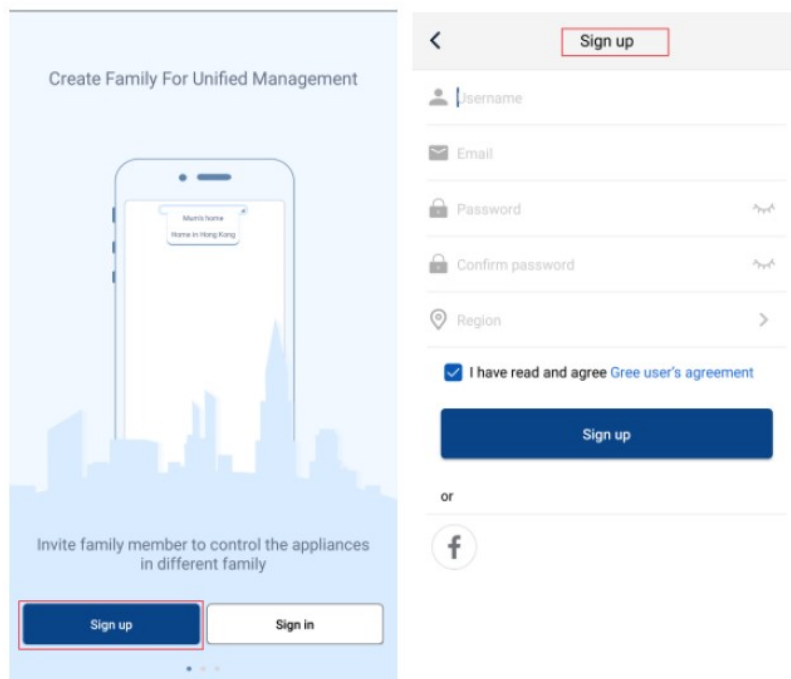 Create Family For Unified Management
Mum's home
Home in Hong Kong
Invite family member to control the appliances
in different family
Sign up
Sign in
Sign up
Username
Email
Password
Confirm password
Region
I have read and agree Gree user's agreement
Sign up
or
f